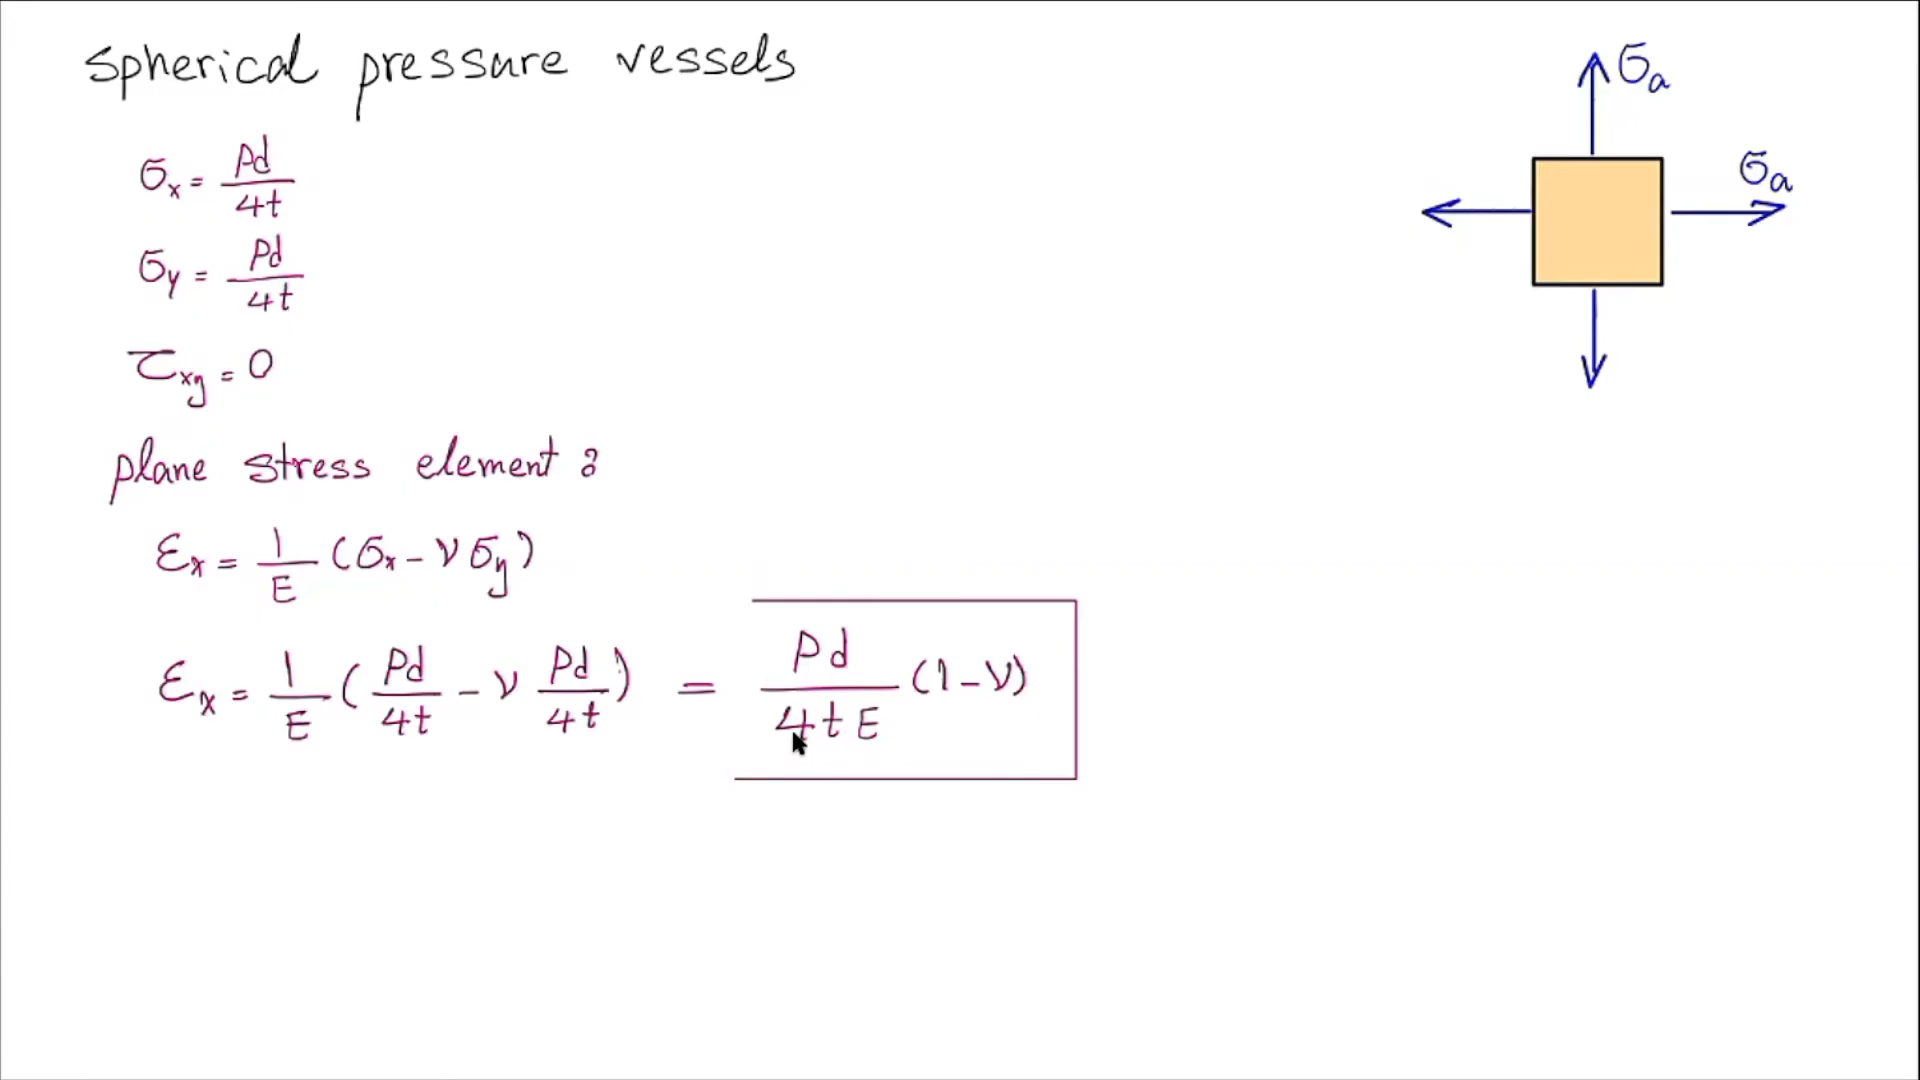 Spherical pressure vessels
σa
σa
σx = Pd/4t
σy = Pd/4t
τxy = 0
plane stress element :
εx = 1/E (σx - ν σy)
εx = 1/E (Pd/4t - ν Pd/4t) = Pd/4tE (1-ν)